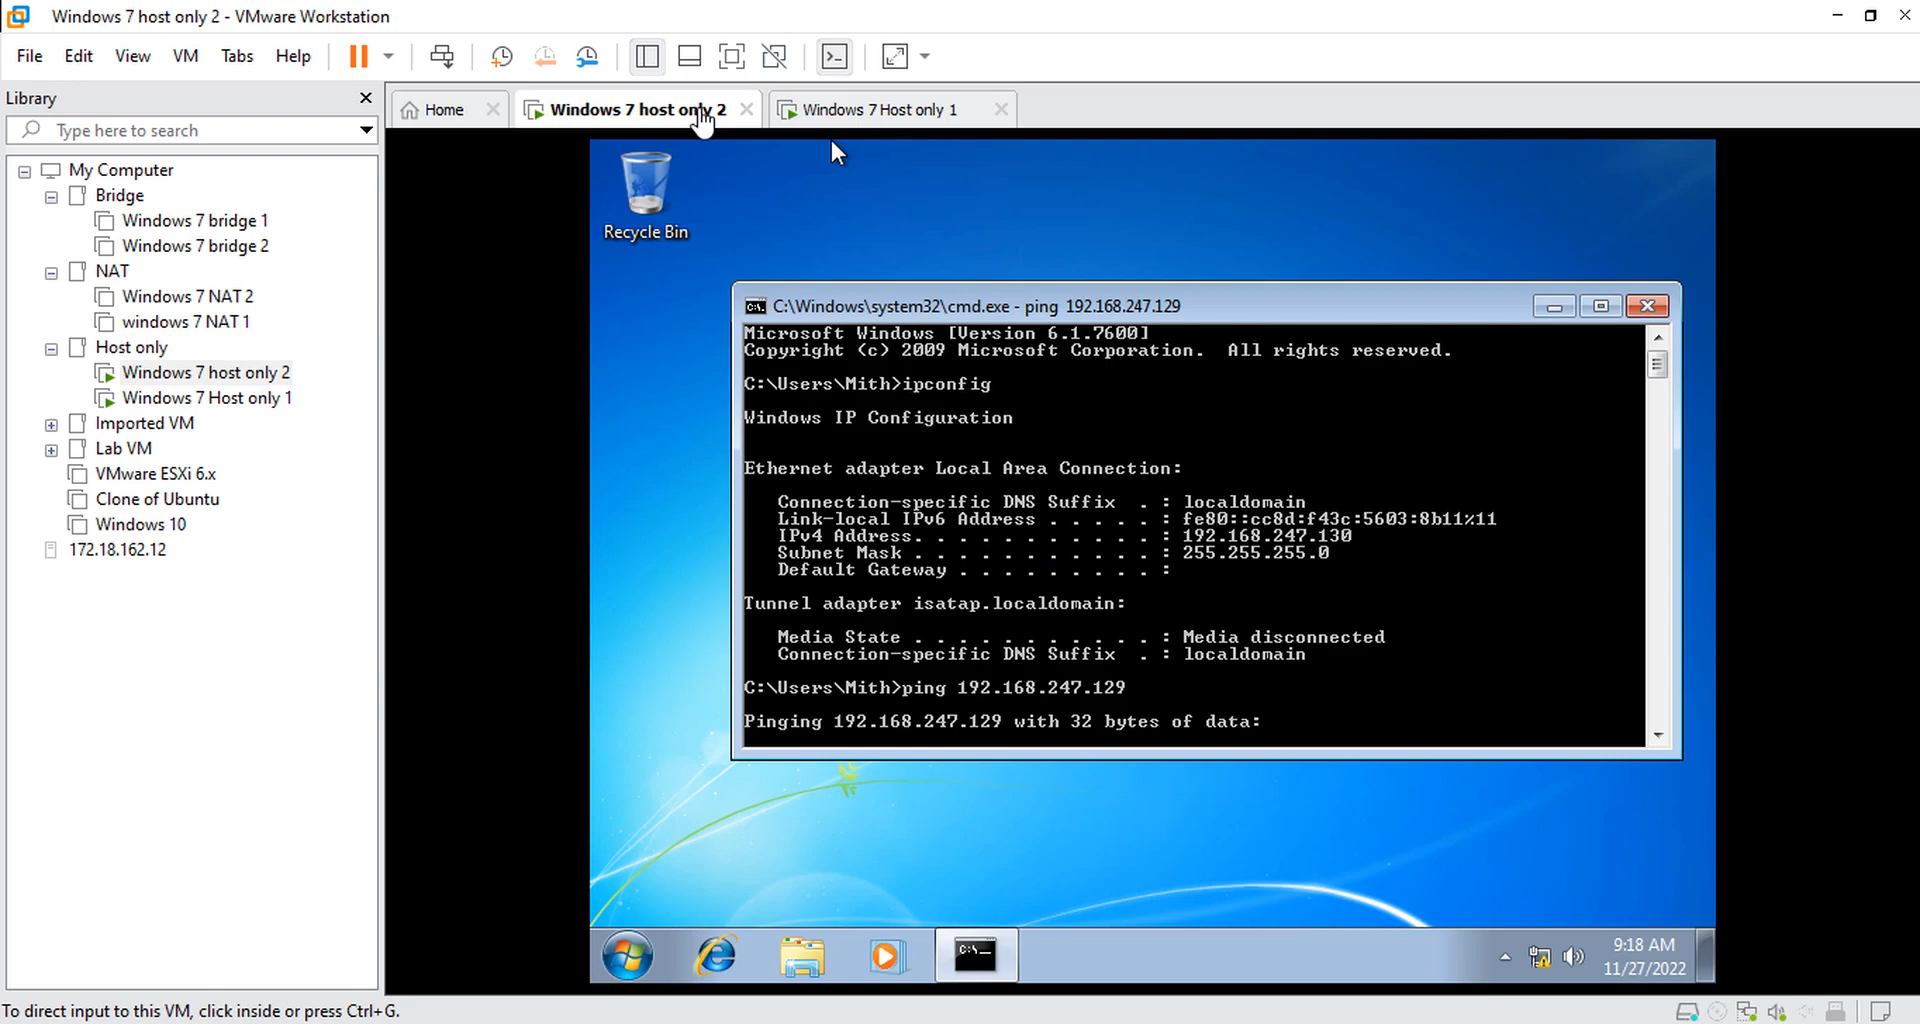 Windows 7 host only 2 - VMware Workstation
File Edit View VM Tabs Help
Library
Type here to search
My Computer
Bridge
Windows 7 bridge 1
Windows 7 bridge 2
NAT
Windows 7 NAT 2
windows 7 NAT 1
Host only
Windows 7 host only 2
Windows 7 Host only 1
Imported VM
Lab VM
VMware ESXi 6.x
Clone of Ubuntu
Windows 10
172.18.162.12
Home
Windows 7 host only 2
Windows 7 Host only 1
Recycle Bin
C:\Windows\system32\cmd.exe - ping 192.168.247.129
Microsoft Windows [Version 6.1.7600]
Copyright (c) 2009 Microsoft Corporation. All rights reserved.
C:\Users\Mith>ipconfig
Windows IP Configuration
Ethernet adapter Local Area Connection:
Connection-specific DNS Suffix . : localdomain
Link-local IPv6 Address . . . . . : fe80::cc8d:f43c:5603:8b11%11
IPv4 Address. . . . . . . . . . . : 192.168.247.130
Subnet Mask . . . . . . . . . . . : 255.255.255.0
Default Gateway . . . . . . . . . :
Tunnel adapter isatap.localdomain:
Media State . . . . . . . . . . . : Media disconnected
Connection-specific DNS Suffix . : localdomain
C:\Users\Mith>ping 192.168.247.129
Pinging 192.168.247.129 with 32 bytes of data:
9:18 AM
11/27/2022
To direct input to this VM, click inside or press Ctrl+G.